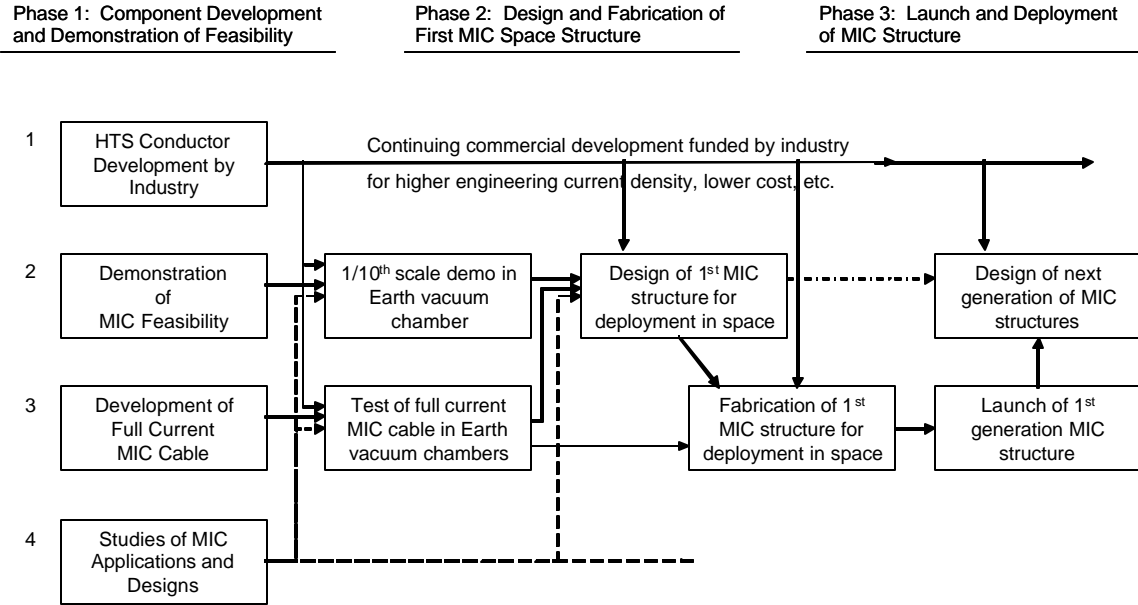 Phase 1: Component Development
and Demonstration of Feasibility
Phase 2: Design and Fabrication of
First MIC Space Structure
Phase 3: Launch and Deployment
of MIC Structure
1
HTS Conductor
Development by
Industry
Continuing commercial development funded by industry
for higher engineering current density, lower cost, etc.
2
Demonstration
of
MIC Feasibility
1/10th scale demo in
Earth vacuum
chamber
Design of 1st MIC
structure for
deployment in space
Design of next
generation of MIC
structures
3
Development of
Full Current
MIC Cable
Test of full current
MIC cable in Earth
vacuum chambers
Fabrication of 1st
MIC structure for
deployment in space
Launch of 1st
generation MIC
structure
4
Studies of MIC
Applications and
Designs